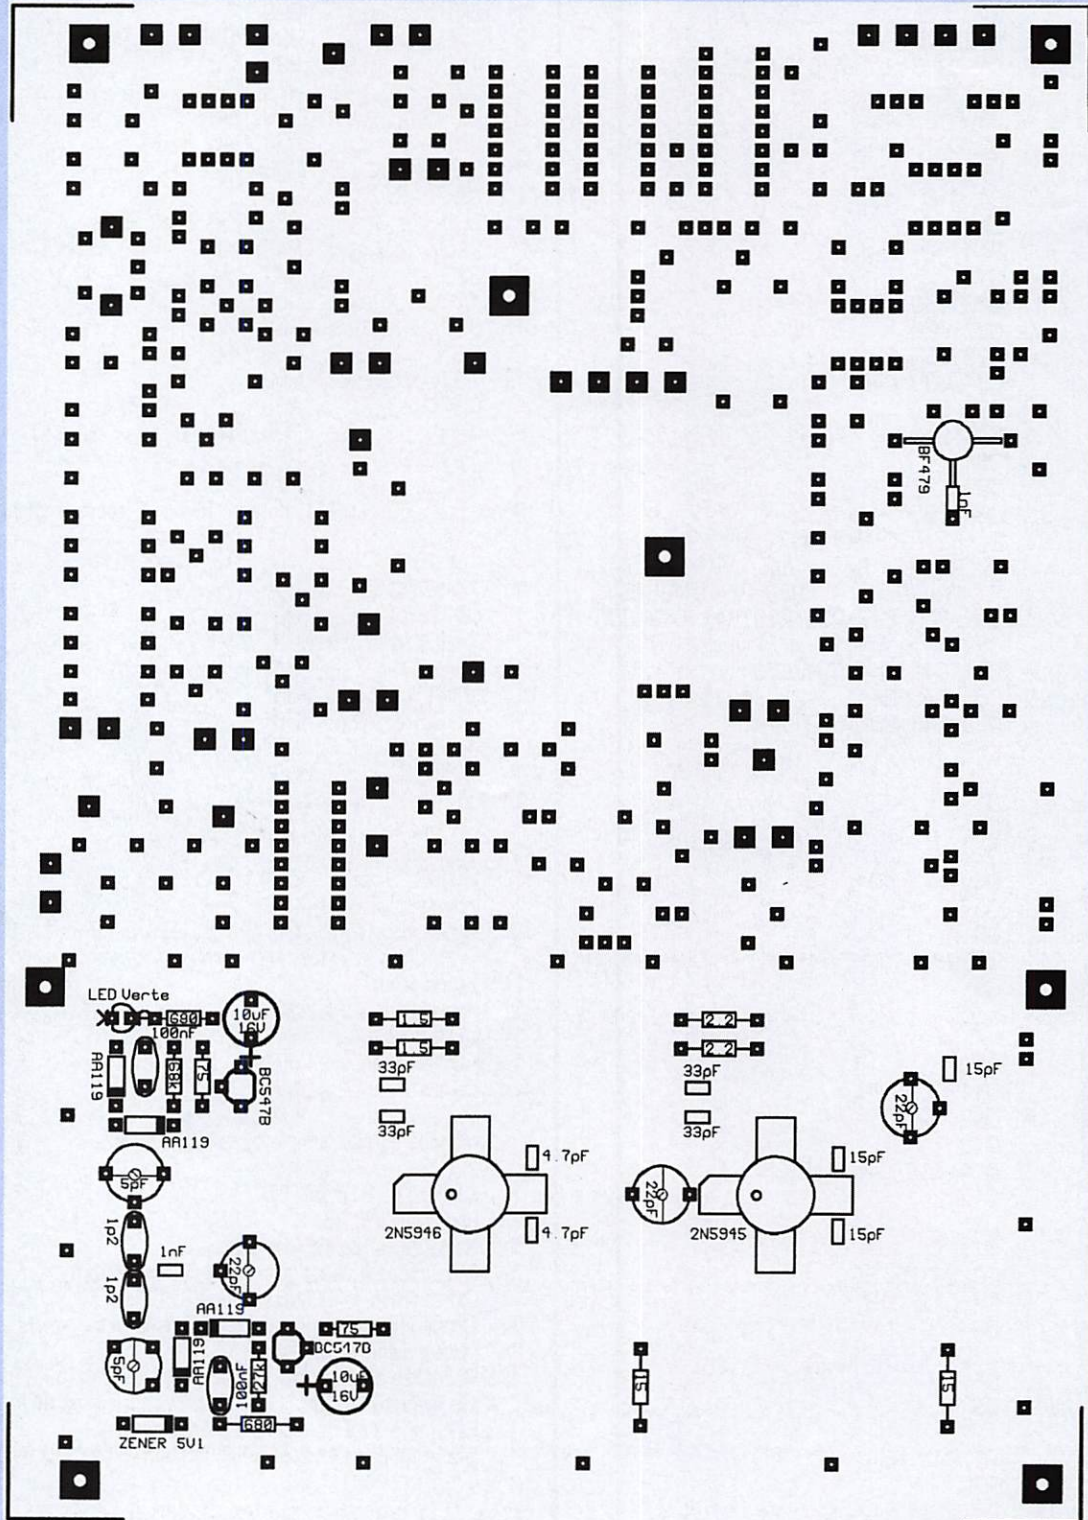 BF479
1nF
LED Verte
680
10uF
16V
100nF
1.5
2.2
1.5
2.2
AA119
68k
75
BC547B
33pF
33pF
15pF
22pF
33pF
33pF
AA119
4.7pF
15pF
5pF
22pF
2N5946
4.7pF
2N5945
15pF
1p2
1nF
22pF
1p2
AA119
75
BC547B
5pF
AA119
100nF
27k
10uF
16V
15
15
680
ZENER 5V1